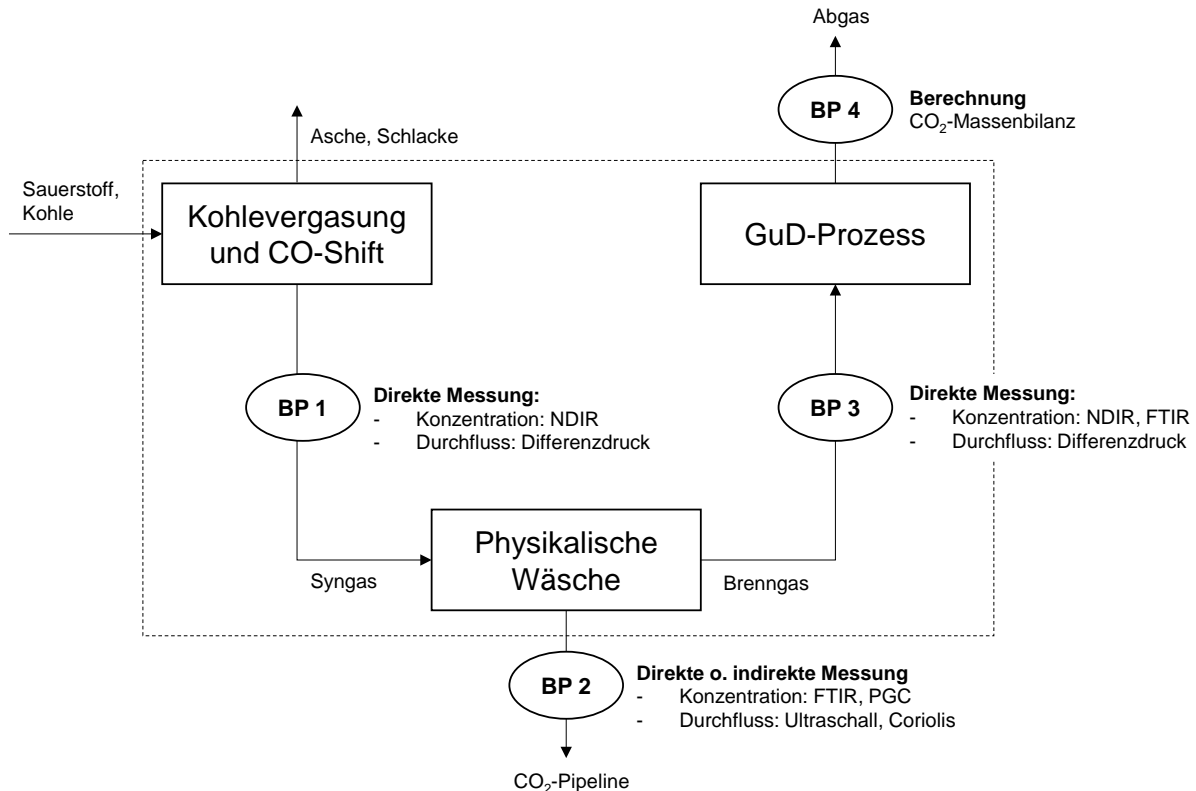 Abgas
BP 4
Berechnung
CO₂-Massenbilanz
Asche, Schlacke
Sauerstoff,
Kohle
Kohlevergasung
und CO-Shift
GuD-Prozess
BP 1
Direkte Messung:
- Konzentration: NDIR
- Durchfluss: Differenzdruck
BP 3
Direkte Messung:
- Konzentration: NDIR, FTIR
- Durchfluss: Differenzdruck
Physikalische
Wäsche
Syngas
Brenngas
BP 2
Direkte o. indirekte Messung
- Konzentration: FTIR, PGC
- Durchfluss: Ultraschall, Coriolis
CO₂-Pipeline